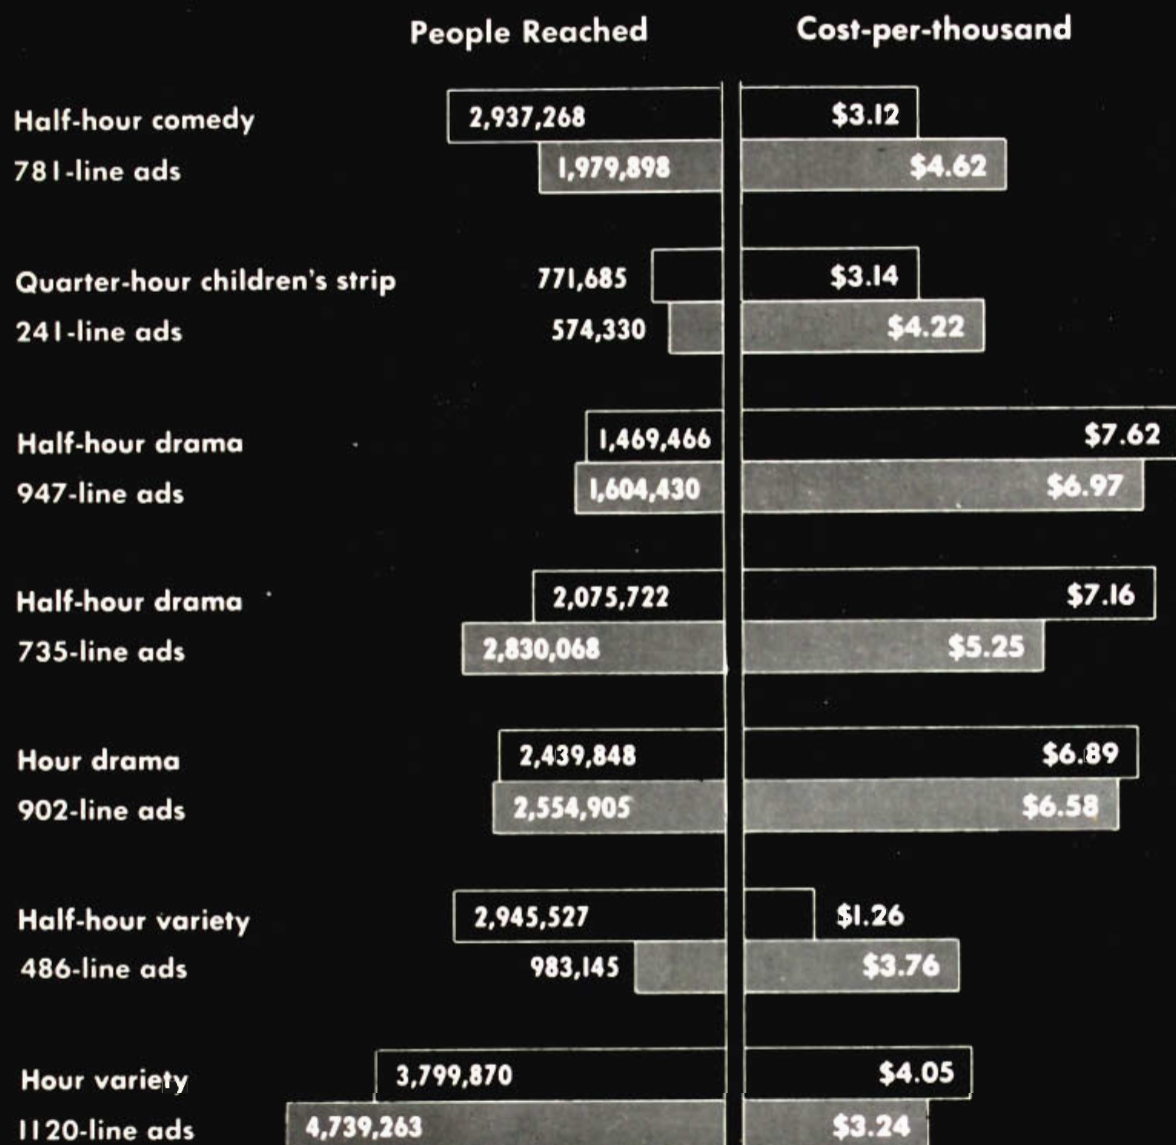 People Reached Cost-per-thousand
Half-hour comedy 2,937,268 $3.12
781-line ads 1,979,898 $4.62
Quarter-hour children's strip 771,685 $3.14
241-line ads 574,330 $4.22
Half-hour drama 1,469,466 $7.62
947-line ads 1,604,430 $6.97
Half-hour drama 2,075,722 $7.16
735-line ads 2,830,068 $5.25
Hour drama 2,439,848 $6.89
902-line ads 2,554,905 $6.58
Half-hour variety 2,945,527 $1.26
486-line ads 983,145 $3.76
Hour variety 3,799,870 $4.05
1120-line ads 4,739,263 $3.24